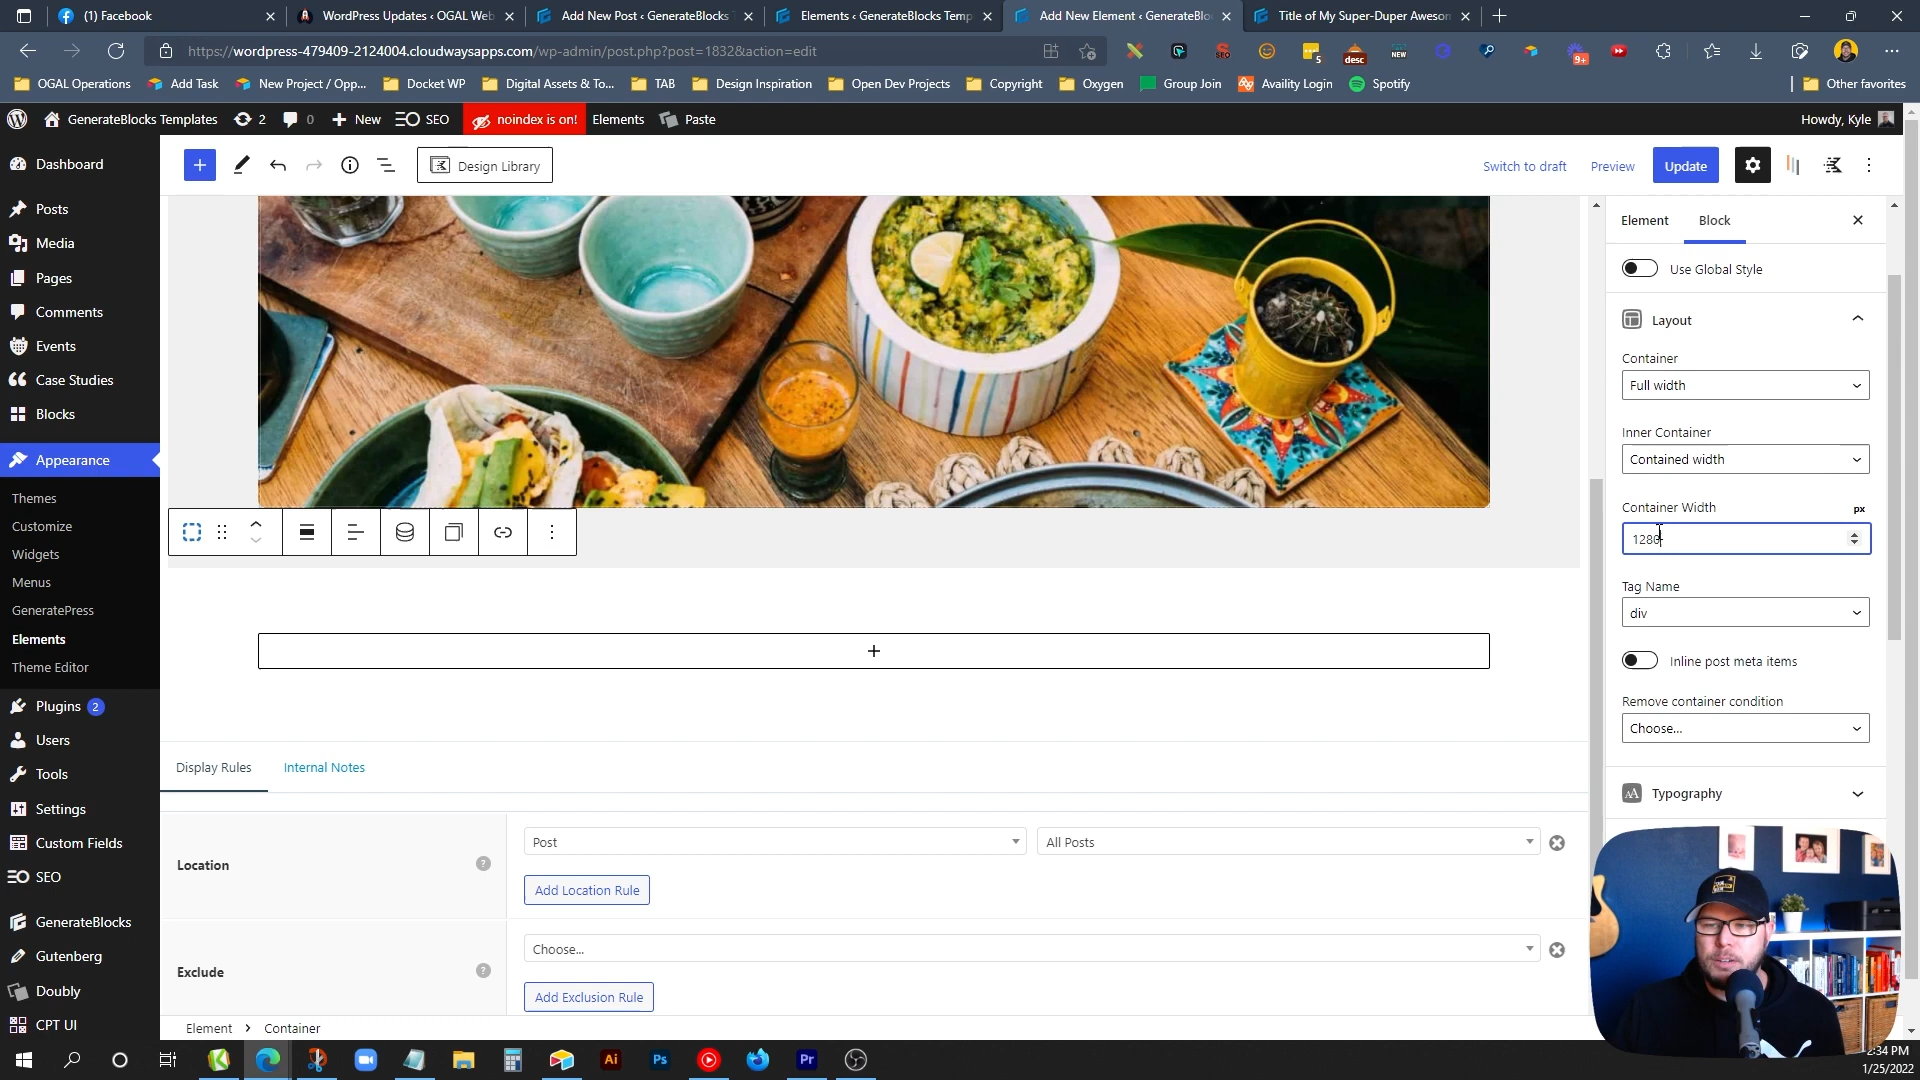 (1) Facebook
WordPress Updates ‹ OGAL Web
Add New Post ‹ GenerateBlocks T
Elements ‹ GenerateBlocks Temp
Add New Element ‹ GenerateBlo
Title of My Super-Duper Awesom
https://wordpress-479409-2124004.cloudwaysapps.com/wp-admin/post.php?post=1832&action=edit
SEO
5
desc
NEW
9+
OGAL Operations
Add Task
New Project / Opp...
Docket WP
Digital Assets & To...
TAB
Design Inspiration
Open Dev Projects
Copyright
Oxygen
Group Join
Availity Login
Spotify
Other favorites
GenerateBlocks Templates
2
0
New
SEO
noindex is on!
Elements
Paste
Howdy, Kyle
Dashboard
Posts
Media
Pages
Comments
Events
Case Studies
Blocks
Appearance
Themes
Customize
Widgets
Menus
GeneratePress
Elements
Theme Editor
Plugins 2
Users
Tools
Settings
Custom Fields
SEO
GenerateBlocks
Gutenberg
Doubly
CPT UI
Design Library
Switch to draft
Preview
Update
Element
Block
Use Global Style
Layout
Container
Full width
Inner Container
Contained width
Container Width
px
1280
Tag Name
div
Inline post meta items
Remove container condition
Choose...
Typography
Display Rules
Internal Notes
Location
?
Post
All Posts
Add Location Rule
Exclude
?
Choose...
Add Exclusion Rule
Element
Container
Ai
Ps
Pr
2:34 PM
1/25/2022